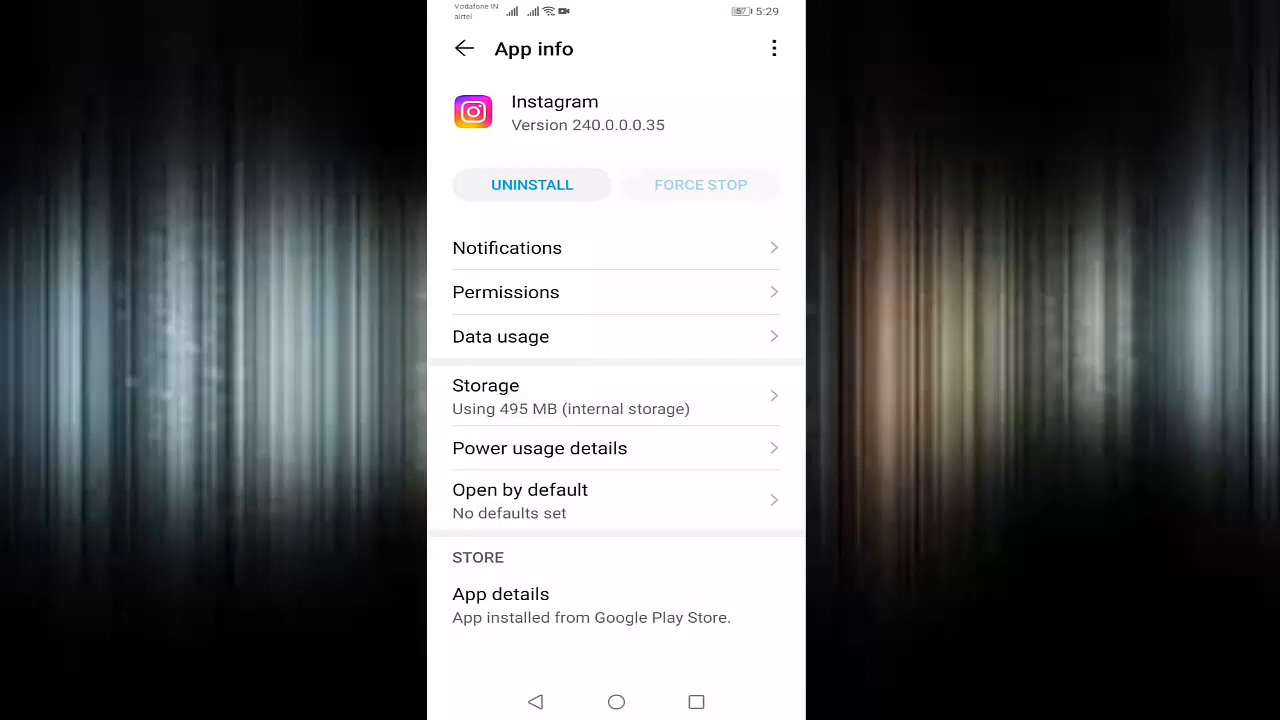 Vodafone IN
airtel
57 5:29
App info
Instagram
Version 240.0.0.0.35
UNINSTALL FORCE STOP
Notifications
Permissions
Data usage
Storage
Using 495 MB (internal storage)
Power usage details
Open by default
No defaults set
STORE
App details
App installed from Google Play Store.